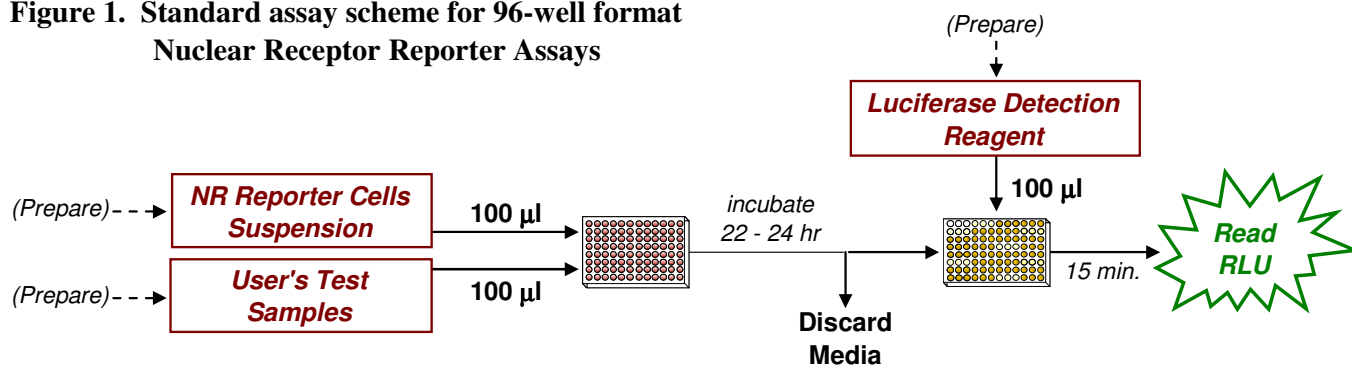 Figure 1. Standard assay scheme for 96-well format
Nuclear Receptor Reporter Assays
(Prepare)
Luciferase Detection
Reagent
100 µl
(Prepare)
NR Reporter Cells
Suspension
100 µl
(Prepare)
User's Test
Samples
100 µl
incubate
22 - 24 hr
Discard
Media
15 min.
Read
RLU